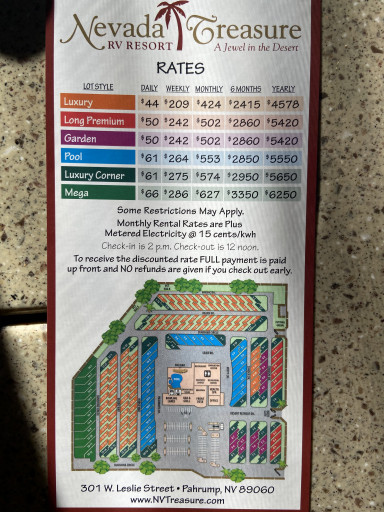 Nevada Treasure
RV RESORT A Jewel in the Desert
RATES
LOT STYLE DAILY WEEKLY MONTHLY 6 MONTHS YEARLY
Luxury $44 $209 $424 $2415 $4578
Long Premium $50 $242 $502 $2860 $5420
Garden $50 $242 $502 $2860 $5420
Pool $61 $264 $553 $2850 $5550
Luxury Corner $61 $275 $574 $2950 $5650
Mega $66 $286 $627 $3350 $6250
Some Restrictions May Apply.
Monthly Rental Rates are Plus
Metered Electricity @ 15 cents/kwh
Check-in is 2 p.m. Check-out is 12 noon.
To receive the discounted rate FULL payment is paid
up front and NO refunds are given if you check out early.
301 W. Leslie Street • Pahrump, NV 89060
www.NVTreasure.com